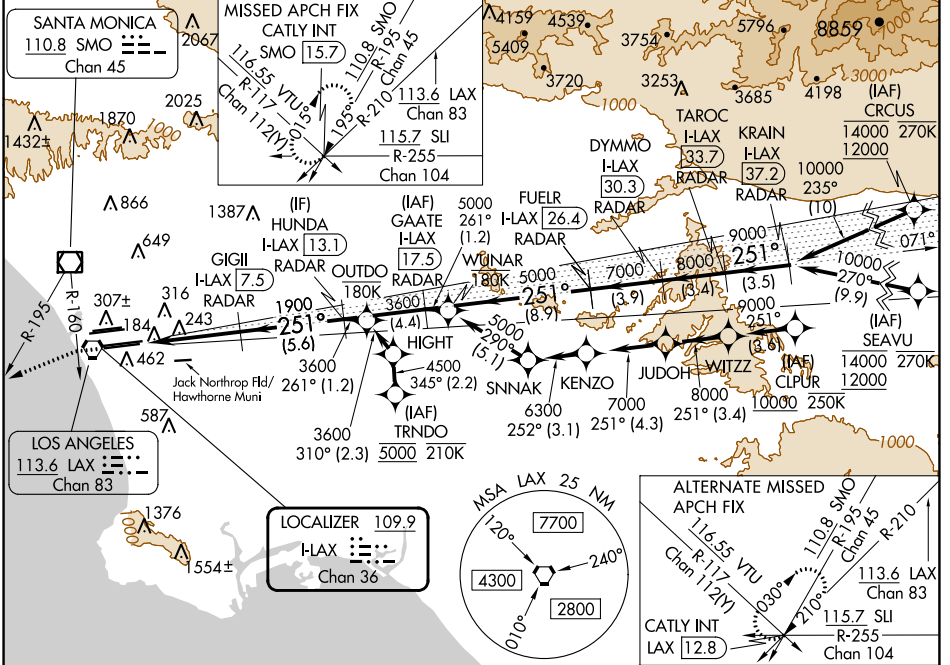 SANTA MONICA
110.8 SMO
Chan 45
2067
MISSED APCH FIX
CATLY INT
SMO 15.7
116.55 VTU
R-117
Chan 112(Y)
015°
195°
110.8 SMO
R-195
Chan 45
R-210
113.6 LAX
Chan 83
115.7 SLI
R-255
Chan 104
4159
4539
5409
3720
3754
3253
5796
8859
3685
4198
3000
1000
(IAF)
CRCUS
14000 270K
12000
1432±
1870
2025
1000
TAROC
I-LAX
33.7
RADAR
KRAIN
I-LAX
37.2
RADAR
DYMMO
I-LAX
30.3
RADAR
FUELR
I-LAX 26.4
RADAR
10000
235°
(10)
866
649
1387
(IF)
HUNDA
I-LAX 13.1
RADAR
(IAF)
GAATE
I-LAX
17.5
RADAR
5000
261°
(1.2)
WUNAR
180K
GIGII
I-LAX 7.5
RADAR
OUTDO
180K
1900
251°
(5.6)
3600
(4.4)
5000
251°
(8.9)
7000
(3.9)
8000
(3.4)
9000
251°
(3.5)
071°
10000
270°
(9.9)
R-195
R-160
307±
316
184
243
462
Jack Northrop Fld/
Hawthorne Muni
3600
261° (1.2)
HIGHT
4500
345° (2.2)
5000
290°
(5.1)
SNNAK
KENZO
JUDOH
WITZZ
9000
251°
(3.6)
(IAF)
CLPUR
10000 250K
(IAF)
SEAVU
14000 270K
12000
3600
310° (2.3)
(IAF)
TRNDO
5000 210K
6300
252° (3.1)
7000
251° (4.3)
8000
251° (3.4)
587
LOS ANGELES
113.6 LAX
Chan 83
1376
1554±
LOCALIZER 109.9
I-LAX
Chan 36
MSA LAX 25 NM
120°
7700
240°
4300
2800
010°
1000
ALTERNATE MISSED
APCH FIX
116.55 VTU
R-117
Chan 112(Y)
030°
210°
110.8 SMO
R-195
Chan 45
R-210
113.6 LAX
Chan 83
CATLY INT
LAX 12.8
115.7 SLI
R-255
Chan 104